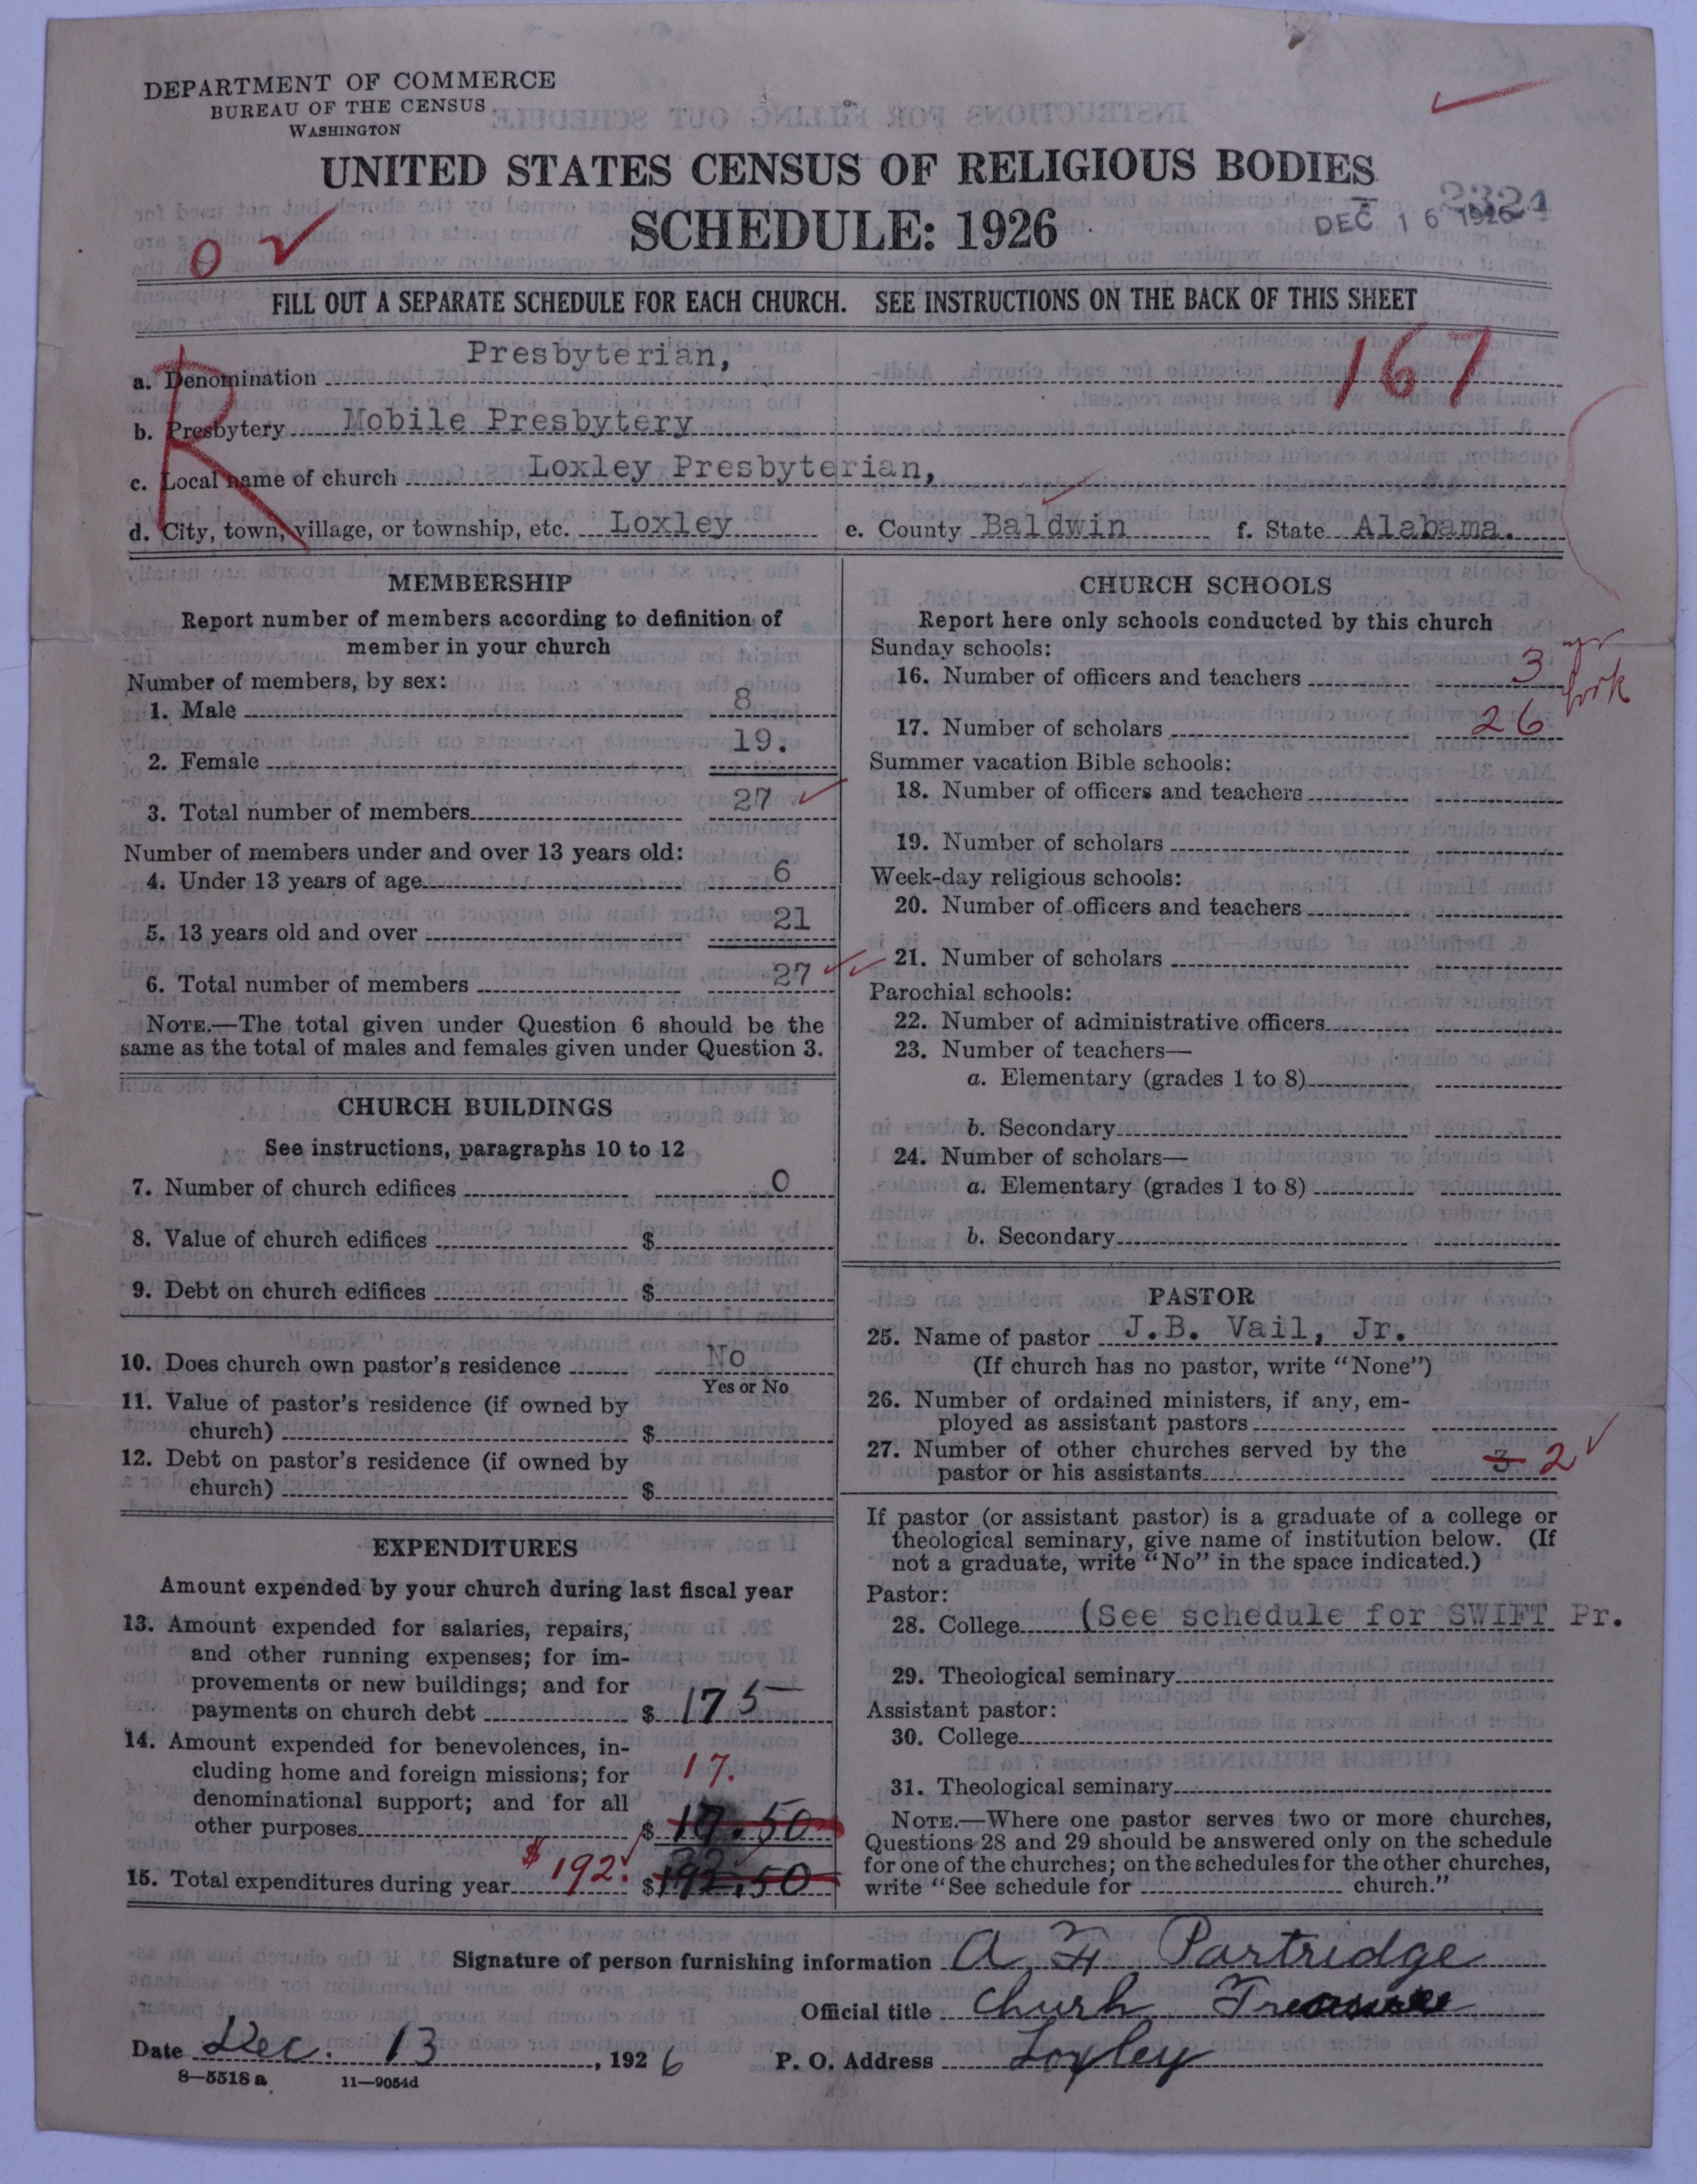 DEPARTMENT OF COMMERCE
BUREAU OF THE CENSUS
WASHINGTON
UNITED STATES CENSUS OF RELIGIOUS BODIES
SCHEDULE: 1926
2321
DEC 16 1926
FILL OUT A SEPARATE SCHEDULE FOR EACH CHURCH. SEE INSTRUCTIONS ON THE BACK OF THIS SHEET
R
167
a. Denomination Presbyterian,
b. Presbytery Mobile Presbytery
c. Local name of church Loxley Presbyterian,
d. City, town, village, or township, etc. Loxley e. County Baldwin f. State Alabama.
MEMBERSHIP
Report number of members according to definition of
member in your church
Number of members, by sex:
1. Male 8
2. Female 19.
3. Total number of members 27
Number of members under and over 13 years old:
4. Under 13 years of age 6
5. 13 years old and over 21
6. Total number of members 27
NOTE.—The total given under Question 6 should be the
same as the total of males and females given under Question 3.
CHURCH BUILDINGS
See instructions, paragraphs 10 to 12
7. Number of church edifices 0
8. Value of church edifices $
9. Debt on church edifices $
10. Does church own pastor's residence No
Yes or No
11. Value of pastor's residence (if owned by
church) $
12. Debt on pastor's residence (if owned by
church) $
EXPENDITURES
Amount expended by your church during last fiscal year
13. Amount expended for salaries, repairs,
and other running expenses; for im-
provements or new buildings; and for
payments on church debt $ 175
14. Amount expended for benevolences, in-
cluding home and foreign missions; for 17.
denominational support; and for all
other purposes $ 17.50
15. Total expenditures during year $192. $192.50
CHURCH SCHOOLS
Report here only schools conducted by this church
Sunday schools:
16. Number of officers and teachers 3
17. Number of scholars 26
Summer vacation Bible schools:
18. Number of officers and teachers
19. Number of scholars
Week-day religious schools:
20. Number of officers and teachers
21. Number of scholars
Parochial schools:
22. Number of administrative officers
23. Number of teachers—
a. Elementary (grades 1 to 8)
b. Secondary
24. Number of scholars—
a. Elementary (grades 1 to 8)
b. Secondary
PASTOR
25. Name of pastor J.B. Vail, Jr.
(If church has no pastor, write "None")
26. Number of ordained ministers, if any, em-
ployed as assistant pastors
27. Number of other churches served by the
pastor or his assistants 3 2
If pastor (or assistant pastor) is a graduate of a college or
theological seminary, give name of institution below. (If
not a graduate, write "No" in the space indicated.)
Pastor:
28. College (See schedule for SWIFT Pr.
29. Theological seminary
Assistant pastor:
30. College
31. Theological seminary
NOTE.—Where one pastor serves two or more churches,
Questions 28 and 29 should be answered only on the schedule
for one of the churches; on the schedules for the other churches,
write "See schedule for church."
Signature of person furnishing information A. H. Partridge
Official title Churh Treasurer
Date Dec. 13, 1926 P. O. Address Loxley
8—5518 a 11—9054d